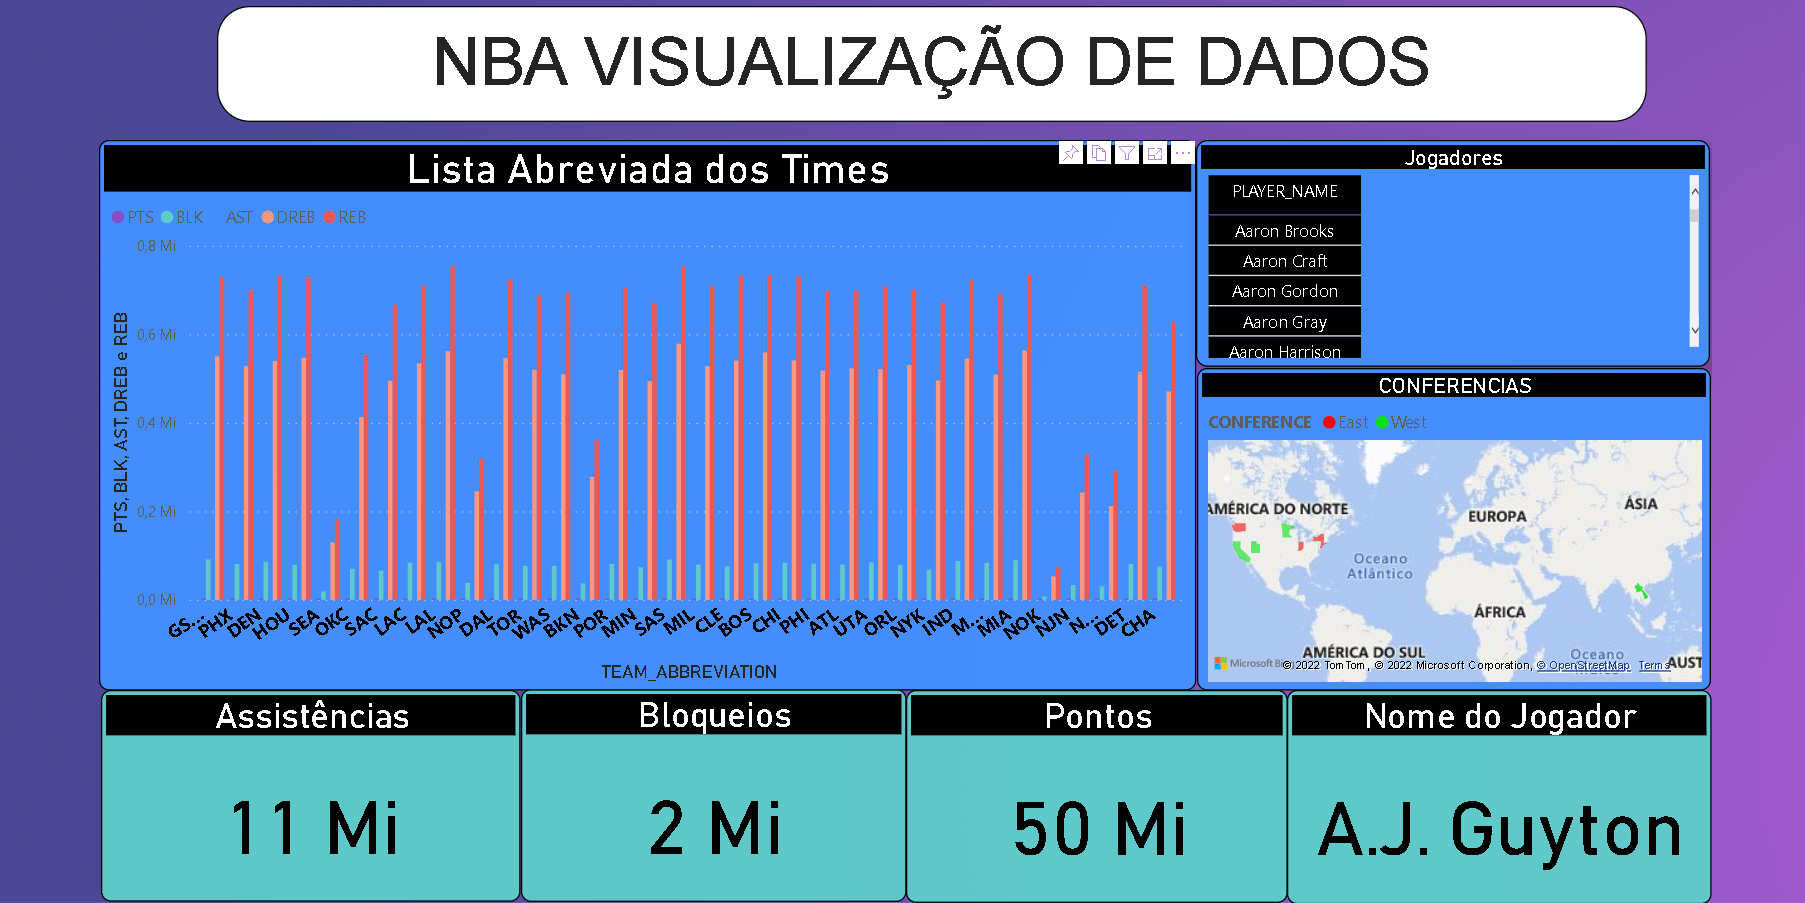 NBA VISUALIZAÇÃO DE DADOS
Lista Abreviada dos Times
PTS BLK AST DREB REB
PTS, BLK, AST, DREB e REB
0,8 Mi
0,6 Mi
0,4 Mi
0,2 Mi
0,0 Mi
GS... PHX DEN HOU SEA OKC SAC LAC LAL NOP DAL TOR WAS BKN POR MIN SAS MIL CLE BOS CHI PHI ATL UTA ORL NYK IND M... MIA NOK NJN N... DET CHA
TEAM_ABBREVIATION
Jogadores
PLAYER_NAME
Aaron Brooks
Aaron Craft
Aaron Gordon
Aaron Gray
Aaron Harrison
CONFERENCIAS
CONFERENCE East West
AMÉRICA DO NORTE
EUROPA
ÁSIA
Oceano
Atlântico
ÁFRICA
AMÉRICA DO SUL
Oceano
AUST
Microsoft Bi
© 2022 TomTom, © 2022 Microsoft Corporation, © OpenStreetMap Terms
Assistências
11 Mi
Bloqueios
2 Mi
Pontos
50 Mi
Nome do Jogador
A.J. Guyton